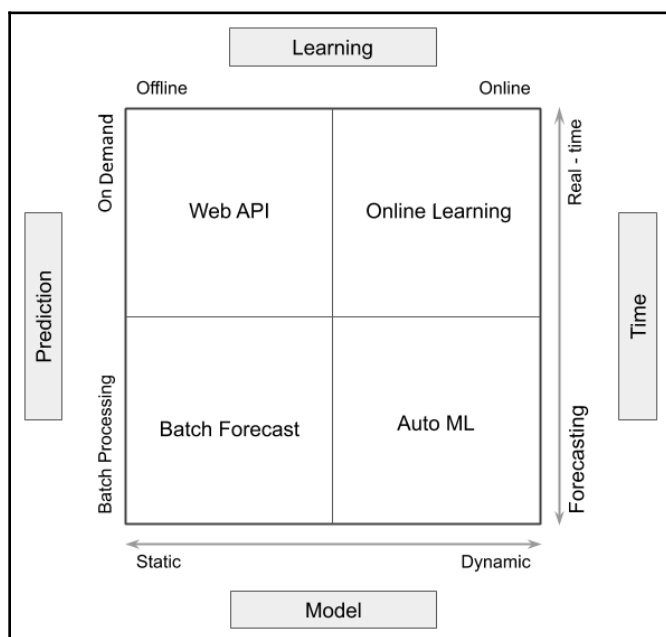 Learning
Offline Online
On Demand
Real - time
Web API Online Learning
Prediction
Time
Batch Processing
Forecasting
Batch Forecast Auto ML
Static Dynamic
Model